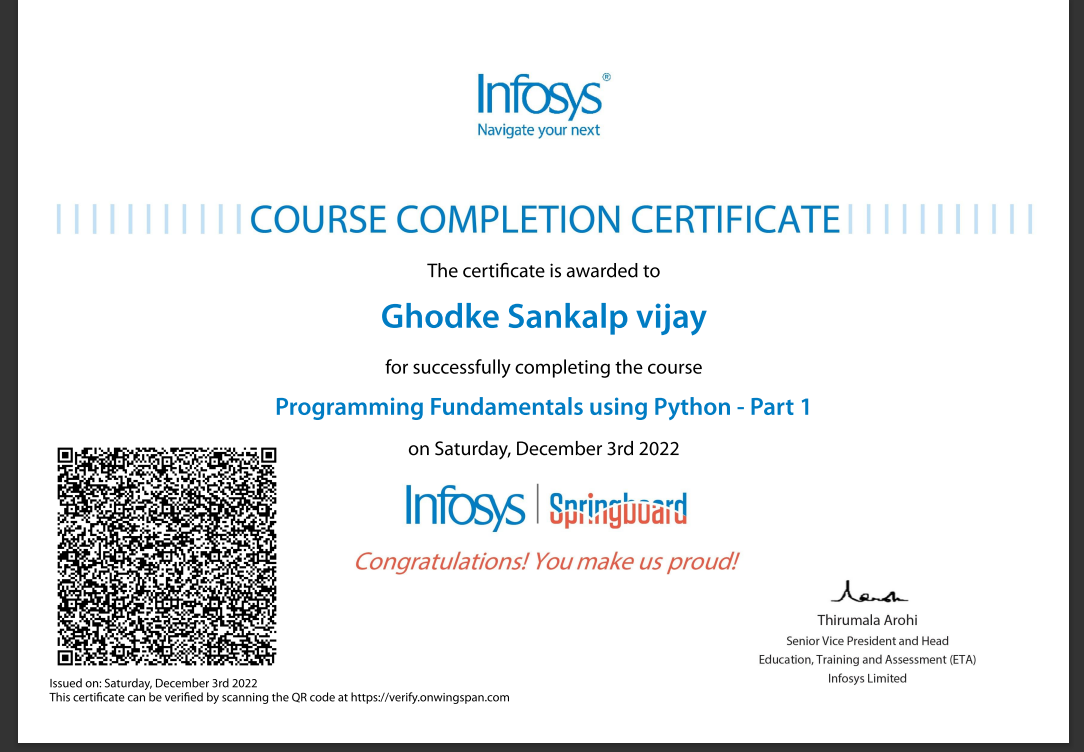 Infosys®
Navigate your next
COURSE COMPLETION CERTIFICATE
The certificate is awarded to
Ghodke Sankalp vijay
for successfully completing the course
Programming Fundamentals using Python - Part 1
on Saturday, December 3rd 2022
Infosys | Springboard
Congratulations! You make us proud!
Thirumala Arohi
Senior Vice President and Head
Education, Training and Assessment (ETA)
Infosys Limited
Issued on: Saturday, December 3rd 2022
This certificate can be verified by scanning the QR code at https://verify.onwingspan.com